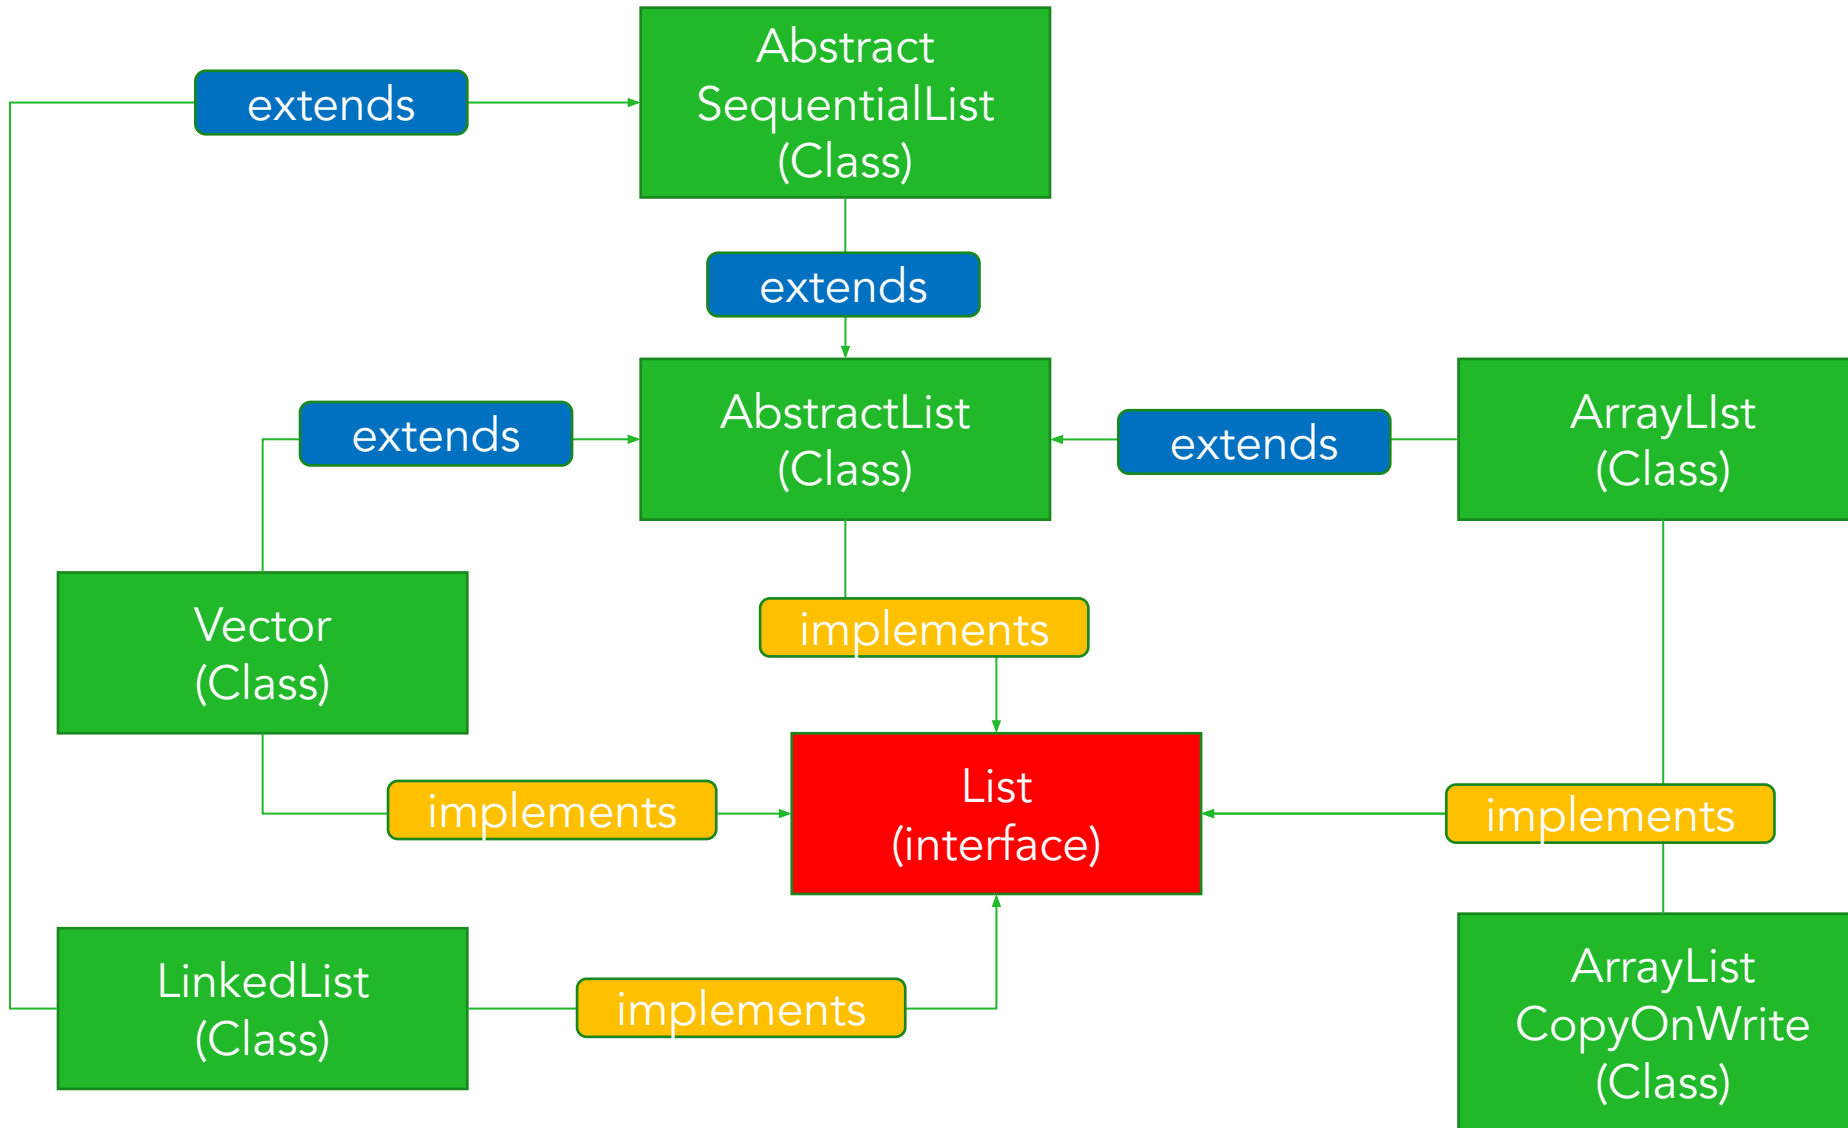 Abstract
SequentialList
(Class)
extends
extends
AbstractList
(Class)
extends
extends
ArrayLIst
(Class)
Vector
(Class)
implements
List
(interface)
implements
implements
LinkedList
(Class)
implements
ArrayList
CopyOnWrite
(Class)